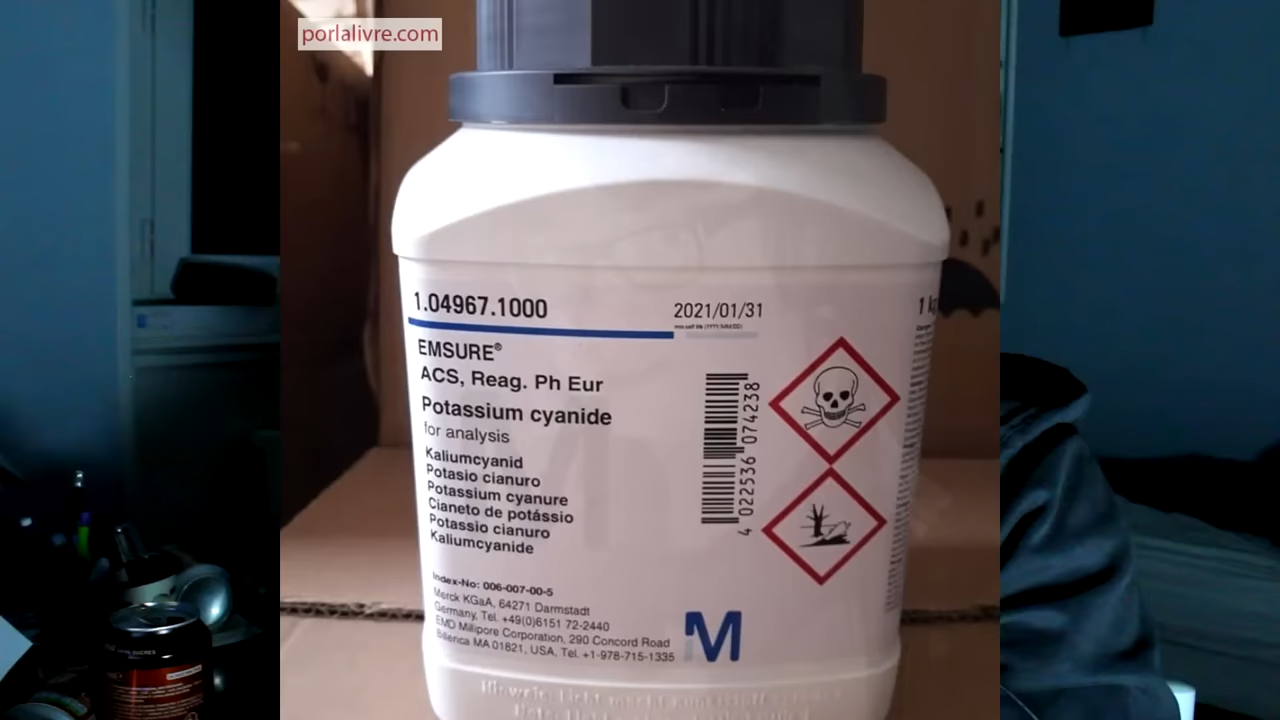 porlalivre.com
1.04967.1000
2021/01/31
1 kg
EMSURE®
ACS, Reag. Ph Eur
Potassium cyanide
for analysis
Kaliumcyanid
Potasio cianuro
Potassium cyanure
Cianeto de potássio
Potassio cianuro
Kaliumcyanide
4 022536 074238
Index-No: 006-007-00-5
Merck KGaA, 64271 Darmstadt
Germany, Tel. +49(0)6151 72-2440
EMD Millipore Corporation, 290 Concord Road
Billerica MA 01821, USA, Tel. +1-978-715-1335
M
SUCRES